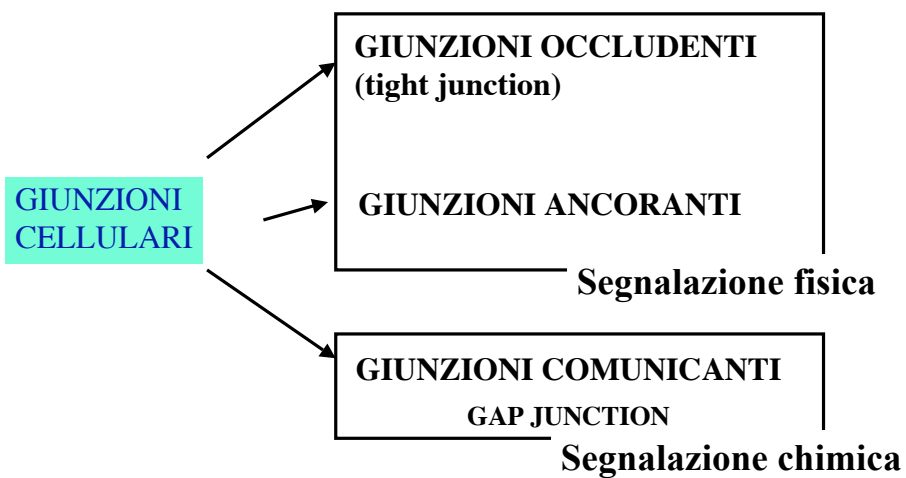 GIUNZIONI OCCLUDENTI
(tight junction)
GIUNZIONI
CELLULARI
GIUNZIONI ANCORANTI
Segnalazione fisica
GIUNZIONI COMUNICANTI
GAP JUNCTION
Segnalazione chimica